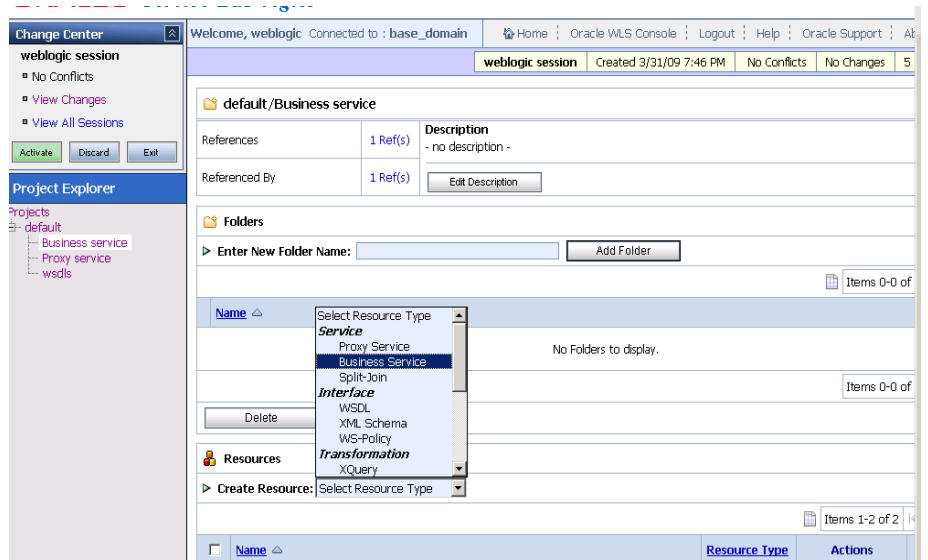 Change Center
weblogic session
No Conflicts
View Changes
View All Sessions
Activate Discard Exit
Project Explorer
Projects
default
Business service
Proxy service
wsdls
Welcome, weblogic Connected to : base_domain Home Oracle WLS Console Logout Help Oracle Support
weblogic session Created 3/31/09 7:46 PM No Conflicts No Changes 5
default/Business service
References 1 Ref(s) Description
- no description -
Referenced By 1 Ref(s) Edit Description
Folders
Enter New Folder Name: Add Folder
Items 0-0 of
Name
No Folders to display.
Items 0-0 of
Delete
Select Resource Type
Service
Proxy Service
Business Service
Split-Join
Interface
WSDL
XML Schema
WS-Policy
Transformation
XQuery
Resources
Create Resource: Select Resource Type
Items 1-2 of 2
Name Resource Type Actions